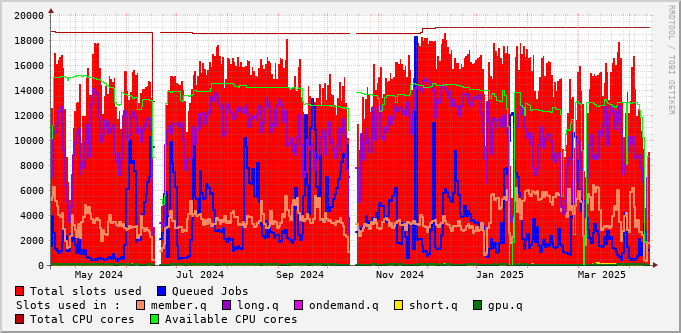 20000
18000
16000
14000
12000
10000
8000
6000
4000
2000
0
May 2024 Jul 2024 Sep 2024 Nov 2024 Jan 2025 Mar 2025
RRDTOOL / TOBI OETIKER
Total slots used Queued Jobs
Slots used in : member.q long.q ondemand.q short.q gpu.q
Total CPU cores Available CPU cores